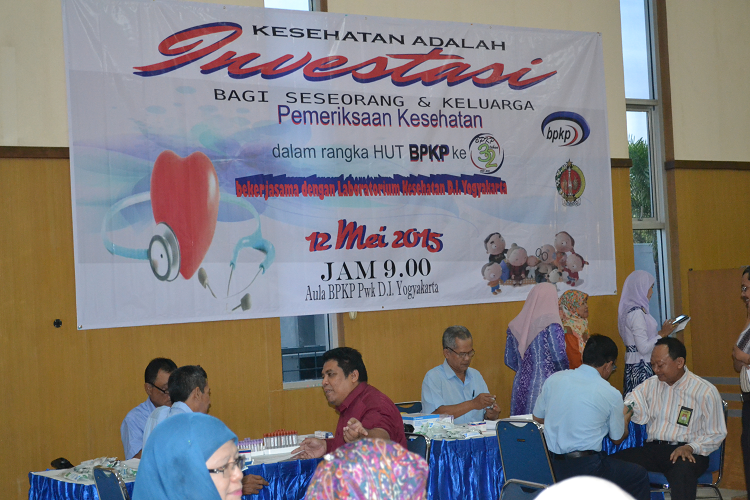 KESEHATAN ADALAH
Investasi
BAGI SESEORANG & KELUARGA
Pemeriksaan Kesehatan
dalam rangka HUT BPKP ke
bpkp
bekerjasama dengan Laboratorium Kesehatan D.I. Yogyakarta
12 Mei 2015
JAM 9.00
Aula BPKP Pwk D.I. Yogyakarta